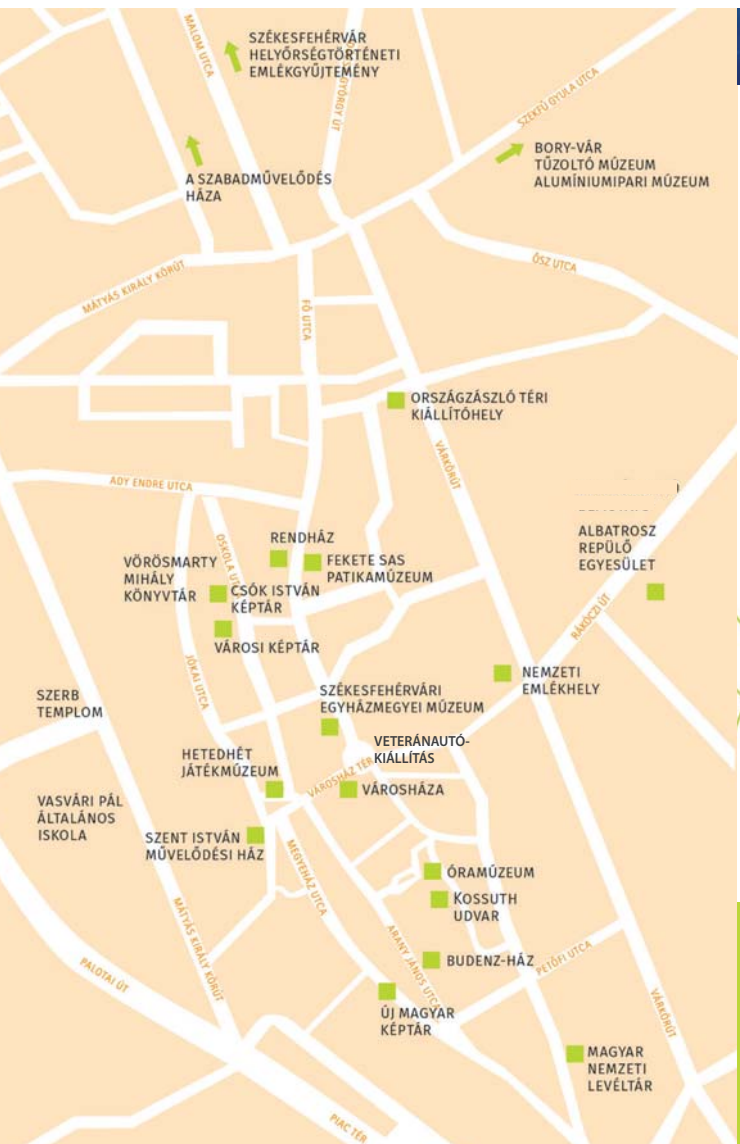 MALOM UTCA
SZÉKESFEHÉRVÁR
HELYŐRSÉGTÖRTÉNETI
EMLÉKGYŰJTEMÉNY
GYÖRGY ÚT
SZEKFŰ GYULA UTCA
BORY-VÁR
TŰZOLTÓ MÚZEUM
ALUMÍNIUMIPARI MÚZEUM
A SZABADMŰVELŐDÉS
HÁZA
ŐSZ UTCA
MÁTYÁS KIRÁLY KÖRÚT
FŐ UTCA
ORSZÁGZÁSZLÓ TÉRI
KIÁLLÍTÓHELY
VÁRKÖRÚT
ADY ENDRE UTCA
OSKOLA UTCA
RENDHÁZ
FEKETE SAS
PATIKAMÚZEUM
ALBATROSZ
REPÜLŐ
EGYESÜLET
VÖRÖSMARTY
MIHÁLY
KÖNYVTÁR
CSÓK ISTVÁN
KÉPTÁR
VÁROSI KÉPTÁR
RÁKÓCZI ÚT
JÓKAI UTCA
NEMZETI
EMLÉKHELY
SZERB
TEMPLOM
SZÉKESFEHÉRVÁRI
EGYHÁZMEGYEI MÚZEUM
VETERÁNAUTÓ-
KIÁLLÍTÁS
HETEDHÉT
JÁTÉKMÚZEUM
VÁROSHÁZ TÉR
VÁROSHÁZA
VASVÁRI PÁL
ÁLTALÁNOS
ISKOLA
SZENT ISTVÁN
MŰVELŐDÉSI HÁZ
MEGYEHÁZ UTCA
ÓRAMÚZEUM
KOSSUTH
UDVAR
MÁTYÁS KIRÁLY KÖRÚT
ARANY JÁNOS UTCA
BUDENZ-HÁZ
PETŐFI UTCA
PALOTAI ÚT
ÚJ MAGYAR
KÉPTÁR
VÁRKÖRÚT
MAGYAR
NEMZETI
LEVÉLTÁR
PIAC TÉR